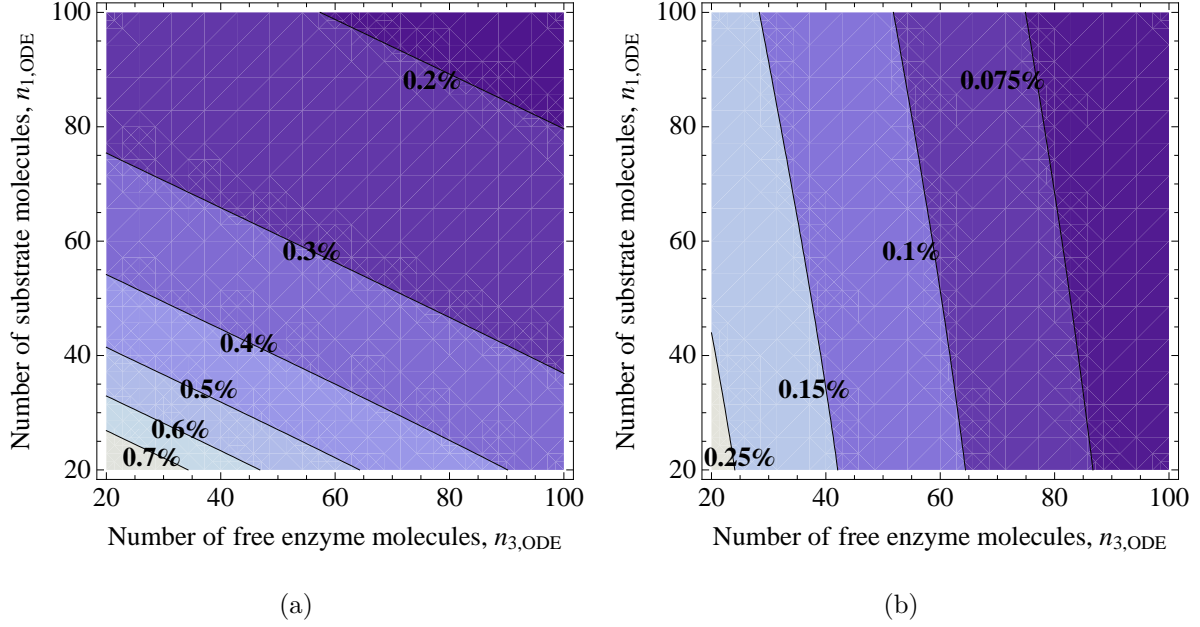 100
80
60
40
20
Number of substrate molecules, n1,ODE
0.2%
0.3%
0.4%
0.5%
0.6%
0.7%
20 40 60 80 100
Number of free enzyme molecules, n3,ODE
(a)
100
80
60
40
20
Number of substrate molecules, n1,ODE
0.075%
0.1%
0.15%
0.25%
20 40 60 80 100
Number of free enzyme molecules, n3,ODE
(b)